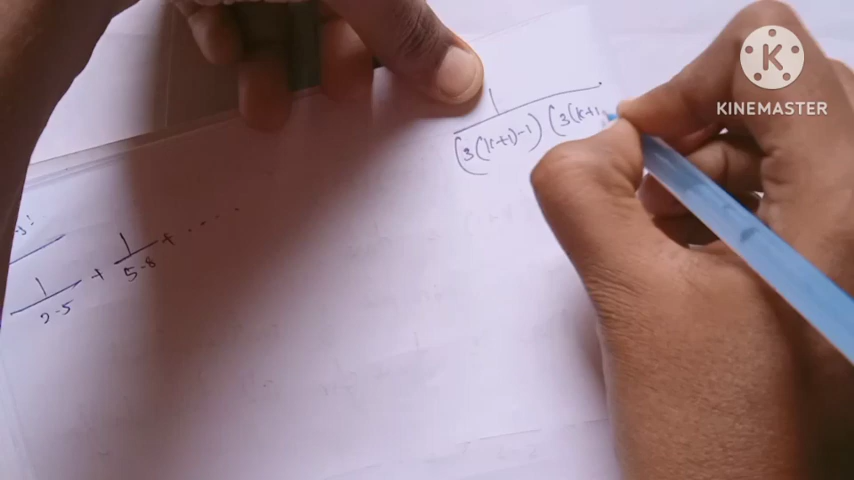 KINEMASTER
1/(3(k+1)-1)(3(k+1
1/2-5 + 1/5-8 + .....